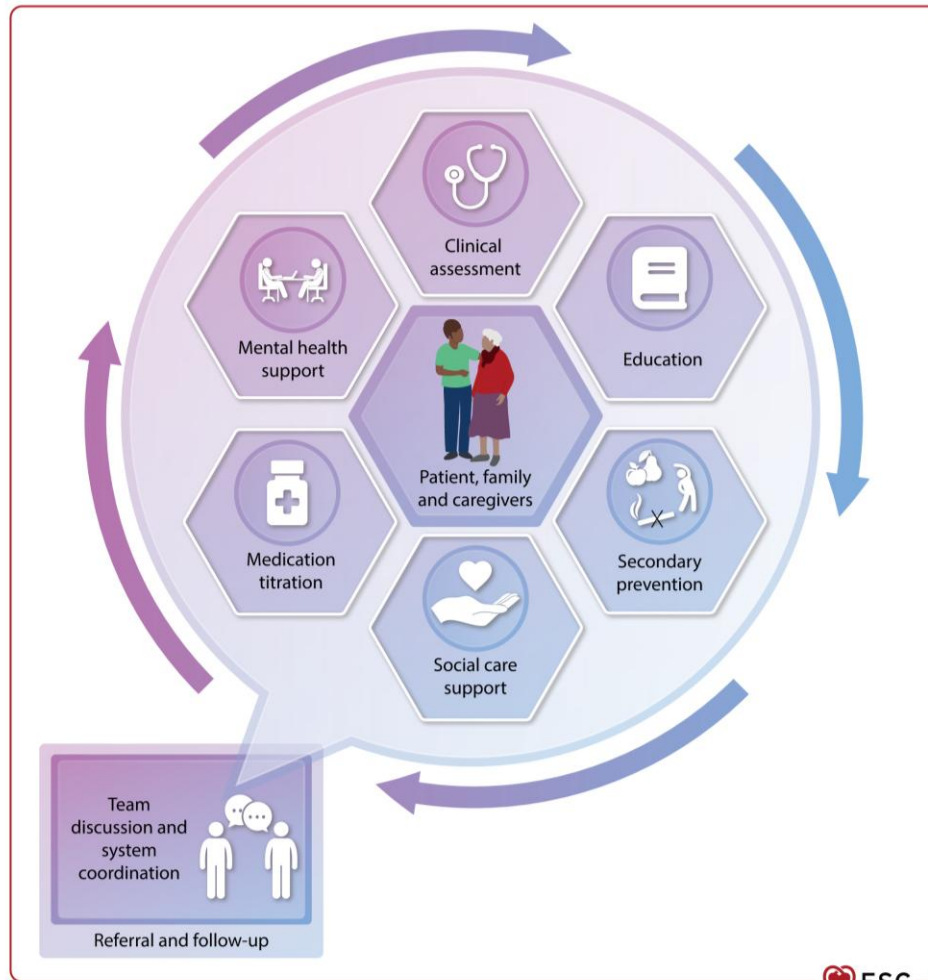 Clinical
assessment
Mental health
support
Education
Patient, family
and caregivers
Medication
titration
Secondary
prevention
Social care
support
Team
discussion and
system
coordination
Referral and follow-up
ESC